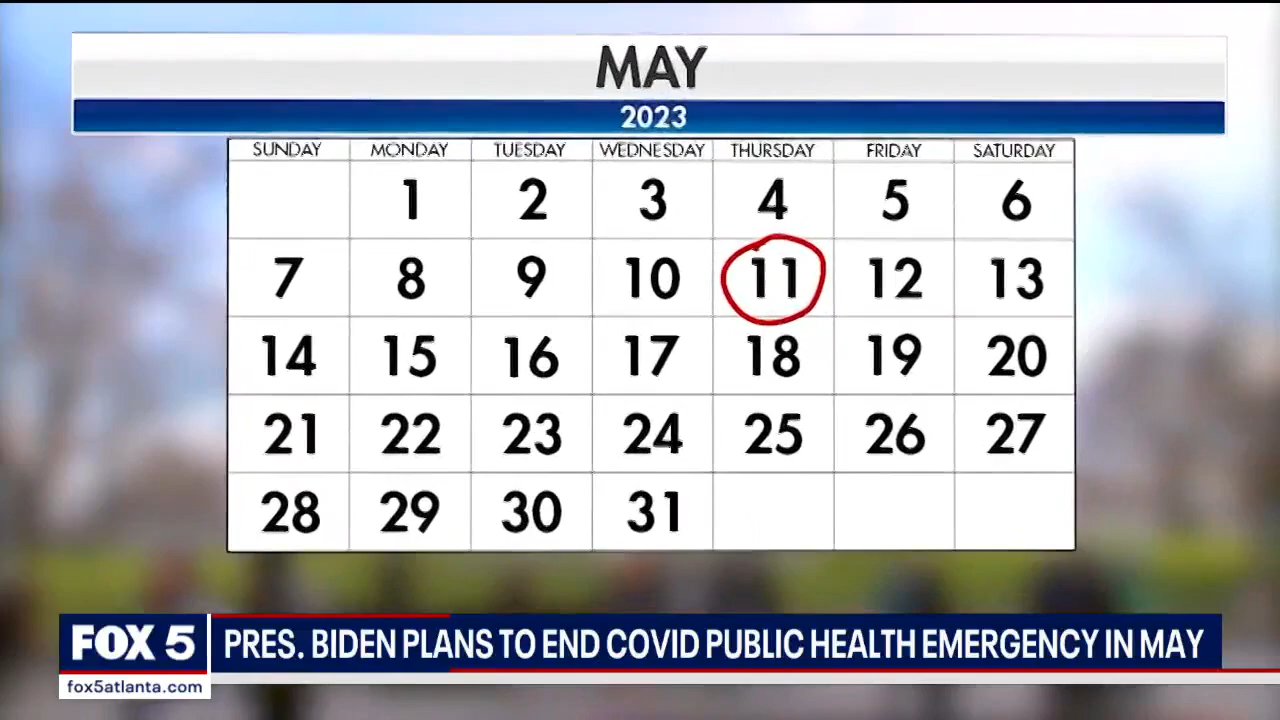 MAY
2023
SUNDAY MONDAY TUESDAY WEDNESDAY THURSDAY FRIDAY SATURDAY
1 2 3 4 5 6
7 8 9 10 11 12 13
14 15 16 17 18 19 20
21 22 23 24 25 26 27
28 29 30 31
FOX 5 PRES. BIDEN PLANS TO END COVID PUBLIC HEALTH EMERGENCY IN MAY
fox5atlanta.com